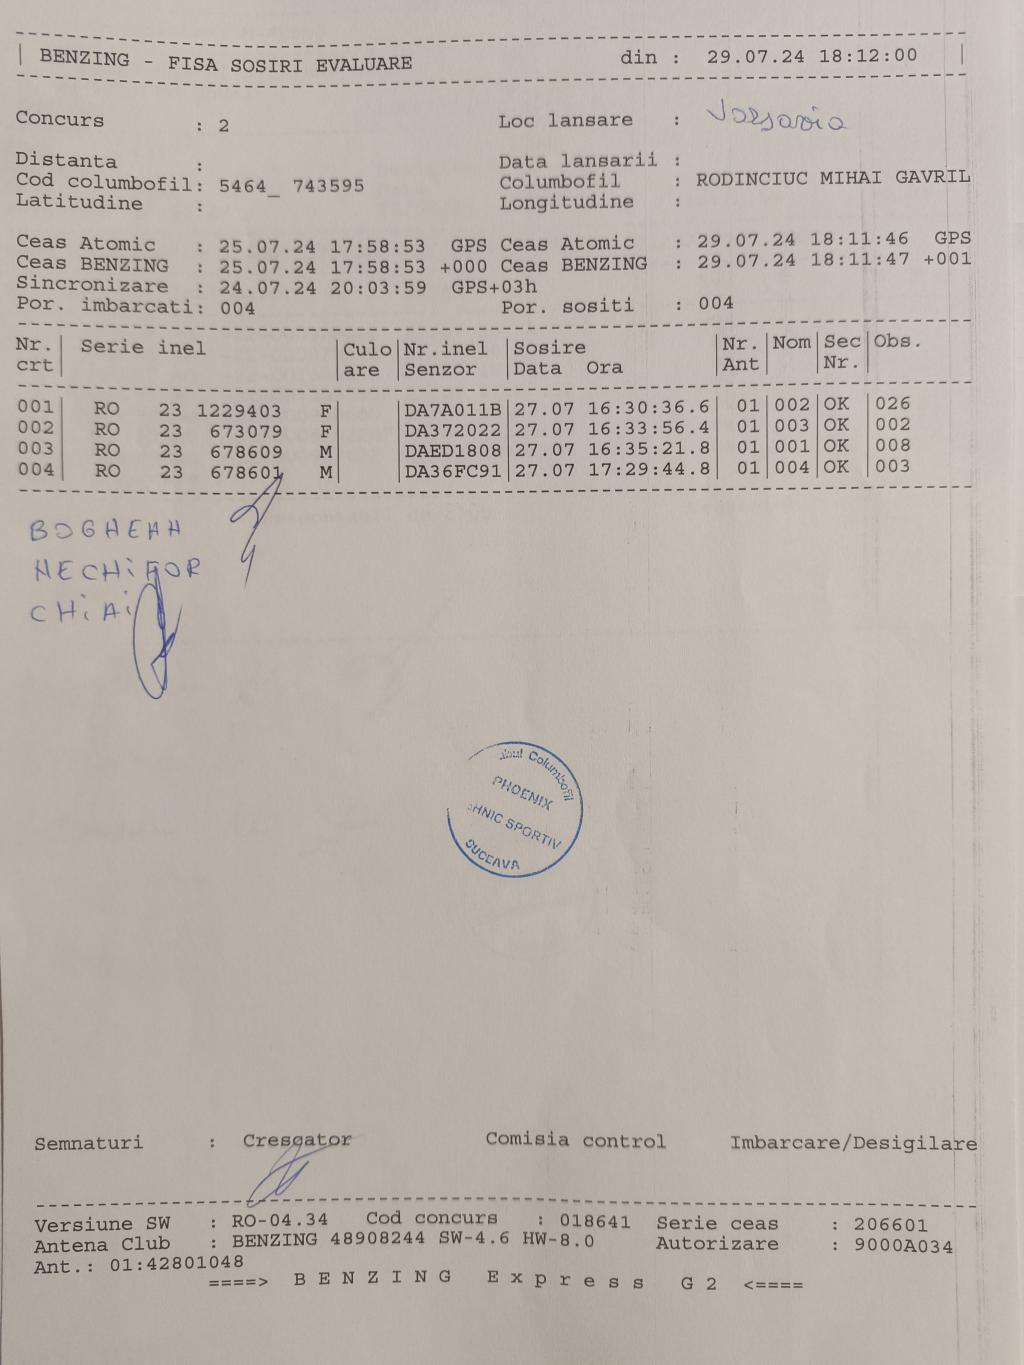 BENZING - FISA SOSIRI EVALUARE din : 29.07.24 18:12:00
Concurs : 2 Loc lansare : Varsavia
Distanta : Data lansarii :
Cod columbofil: 5464_ 743595 Columbofil : RODINCIUC MIHAI GAVRIL
Latitudine : Longitudine :
Ceas Atomic : 25.07.24 17:58:53 GPS Ceas Atomic : 29.07.24 18:11:46 GPS
Ceas BENZING : 25.07.24 17:58:53 +000 Ceas BENZING : 29.07.24 18:11:47 +001
Sincronizare : 24.07.24 20:03:59 GPS+03h
Por. imbarcati: 004 Por. sositi : 004
Nr. Serie inel Culo Nr.inel Sosire Nr. Nom Sec Obs.
crt are Senzor Data Ora Ant Nr.
001 RO 23 1229403 F DA7A011B 27.07 16:30:36.6 01 002 OK 026
002 RO 23 673079 F DA372022 27.07 16:33:56.4 01 003 OK 002
003 RO 23 678609 M DAED1808 27.07 16:35:21.8 01 001 OK 008
004 RO 23 678601 M DA36FC91 27.07 17:29:44.8 01 004 OK 003
BOGHEAN
NECHIFOR
CHIAI
Columbofil
PHOENIX
SPORTIV
SUCEAVA
Semnaturi : Crescator Comisia control Imbarcare/Desigilare
Versiune SW : RO-04.34 Cod concurs : 018641 Serie ceas : 206601
Antena Club : BENZING 48908244 SW-4.6 HW-8.0 Autorizare : 9000A034
Ant.: 01:42801048
====> B E N Z I N G E x p r e s s G 2 <====